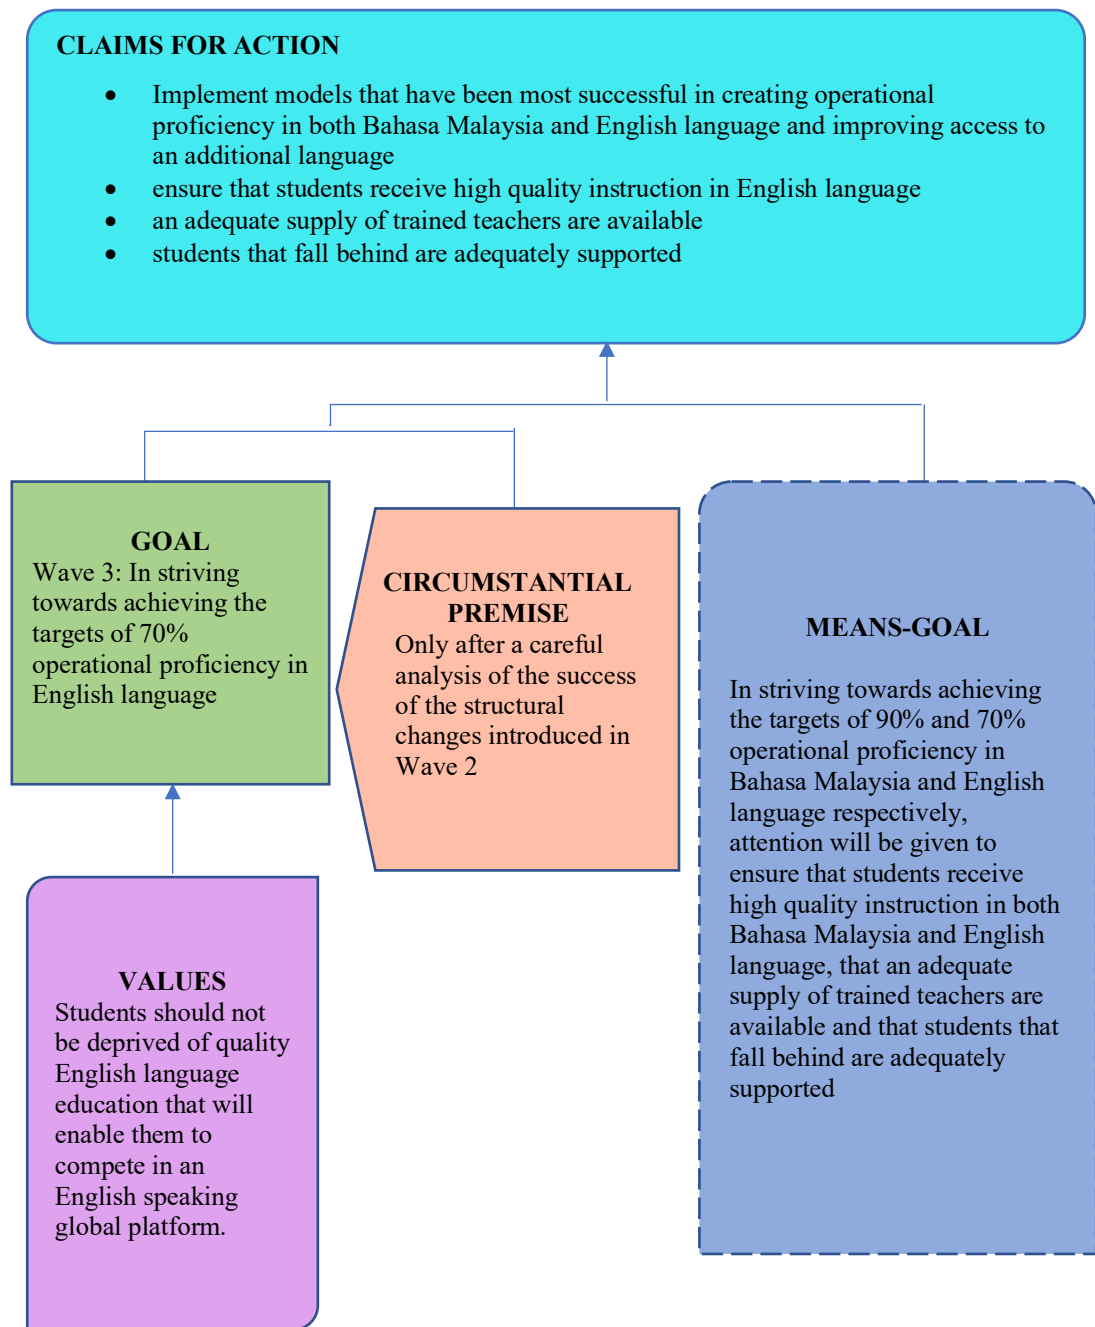 CLAIMS FOR ACTION
• Implement models that have been most successful in creating operational
proficiency in both Bahasa Malaysia and English language and improving access to
an additional language
• ensure that students receive high quality instruction in English language
• an adequate supply of trained teachers are available
• students that fall behind are adequately supported
GOAL
Wave 3: In striving
towards achieving the
targets of 70%
operational proficiency in
English language
CIRCUMSTANTIAL
PREMISE
Only after a careful
analysis of the success
of the structural
changes introduced in
Wave 2
MEANS-GOAL
In striving towards achieving
the targets of 90% and 70%
operational proficiency in
Bahasa Malaysia and English
language respectively,
attention will be given to
ensure that students receive
high quality instruction in both
Bahasa Malaysia and English
language, that an adequate
supply of trained teachers are
available and that students that
fall behind are adequately
supported
VALUES
Students should not
be deprived of quality
English language
education that will
enable them to
compete in an
English speaking
global platform.